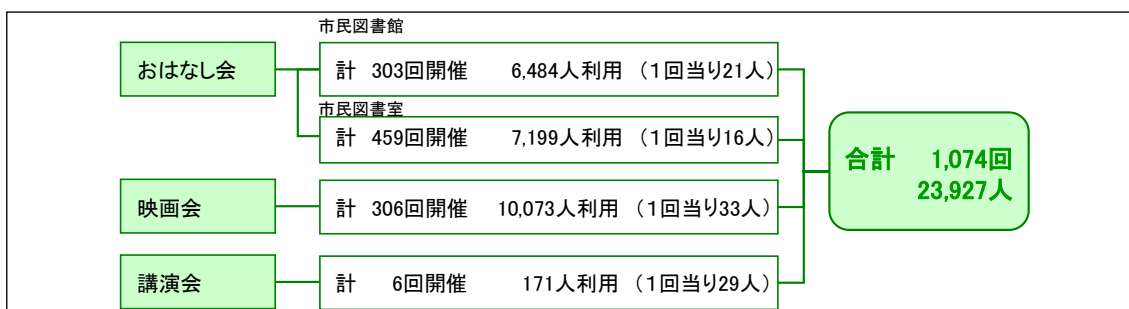 市民図書館
おはなし会
計 303回開催 6,484人利用 (1回当り21人)
市民図書室
計 459回開催 7,199人利用 (1回当り16人)
映画会
計 306回開催 10,073人利用 (1回当り33人)
講演会
計 6回開催 171人利用 (1回当り29人)
合計 1,074回
23,927人